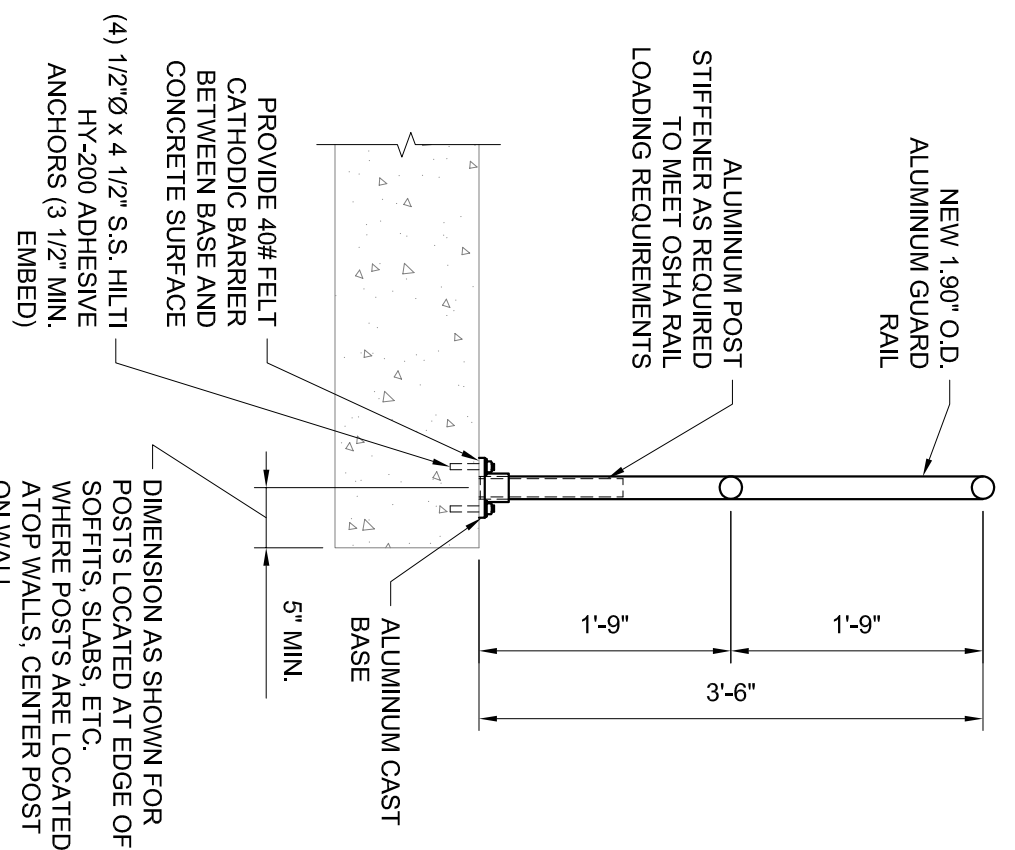 NEW 1.90" O.D.
ALUMINUM GUARD
RAIL
ALUMINUM POST
STIFFENER AS REQUIRED
TO MEET OSHA RAIL
LOADING REQUIREMENTS
PROVIDE 40# FELT
CATHODIC BARRIER
BETWEEN BASE AND
CONCRETE SURFACE
(4) 1/2"Ø x 4 1/2" S.S. HILTI
HY-200 ADHESIVE
ANCHORS (3 1/2" MIN.
EMBED)
1'-9"
1'-9"
3'-6"
ALUMINUM CAST
BASE
5" MIN.
DIMENSION AS SHOWN FOR
POSTS LOCATED AT EDGE OF
SOFFITS, SLABS, ETC.
WHERE POSTS ARE LOCATED
ATOP WALLS, CENTER POST
ON WALL